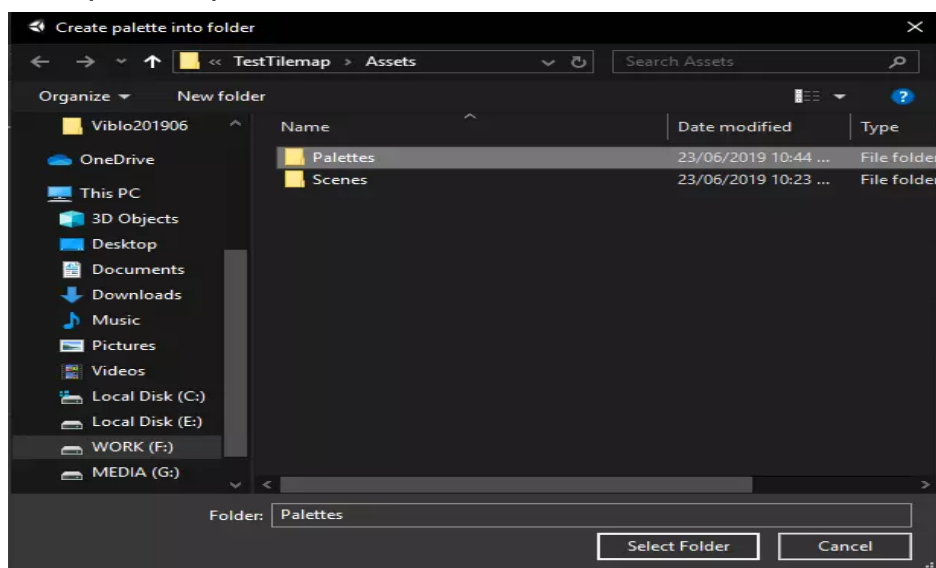 Create palette into folder
« TestTilemap > Assets
Search Assets
Organize
New folder
Name
Date modified
Type
Viblo201906
OneDrive
This PC
3D Objects
Desktop
Documents
Downloads
Music
Pictures
Videos
Local Disk (C:)
Local Disk (E:)
WORK (F:)
MEDIA (G:)
Palettes
23/06/2019 10:44 ...
File folder
Scenes
23/06/2019 10:23 ...
File folder
Folder:
Palettes
Select Folder
Cancel